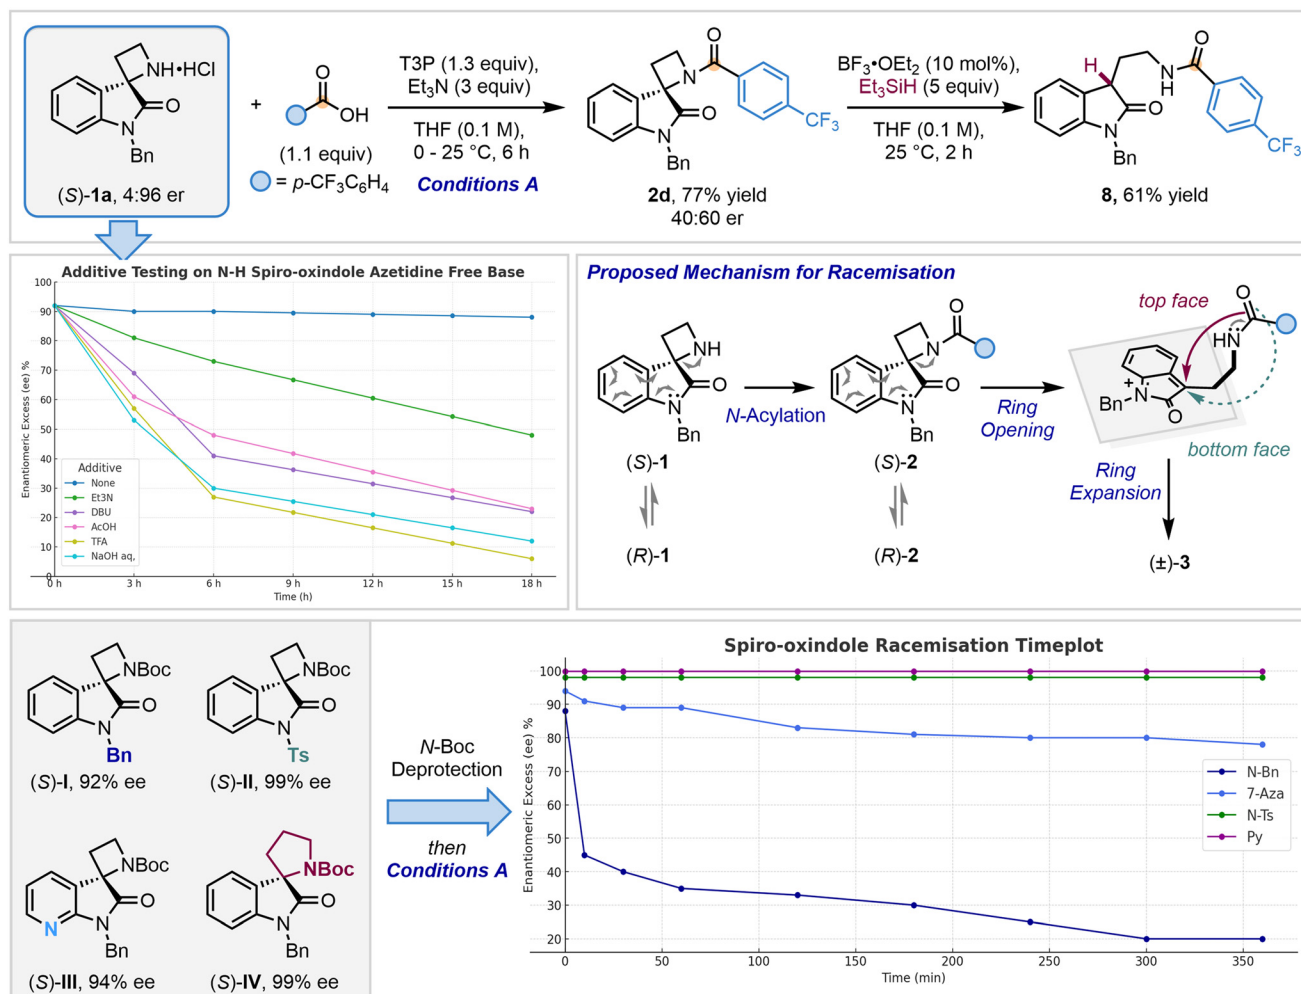 NH•HCl
O
N
Bn
(S)-1a, 4:96 er
+
O
OH
(1.1 equiv)
= p-CF3C6H4
T3P (1.3 equiv),
Et3N (3 equiv)
THF (0.1 M),
0 - 25 °C, 6 h
Conditions A
O
N
O
N
Bn
CF3
2d, 77% yield
40:60 er
BF3•OEt2 (10 mol%),
Et3SiH (5 equiv)
THF (0.1 M),
25 °C, 2 h
H
O
N
H
O
N
Bn
CF3
8, 61% yield
Additive Testing on N-H Spiro-oxindole Azetidine Free Base
Enantiomeric Excess (ee) %
100
90
80
70
60
50
40
30
20
10
0
Additive
None
Et3N
DBU
AcOH
TFA
NaOH aq,
0 h
3 h
6 h
9 h
12 h
15 h
18 h
Time (h)
Proposed Mechanism for Racemisation
NH
O
N
Bn
(S)-1
(R)-1
N-Acylation
O
N
O
N
Bn
(S)-2
(R)-2
Ring
Opening
top face
O
HN
+
N
Bn
O
bottom face
Ring
Expansion
(±)-3
NBoc
O
N
Bn
(S)-I, 92% ee
NBoc
O
N
Ts
(S)-II, 99% ee
NBoc
O
N
N
Bn
(S)-III, 94% ee
NBoc
O
N
Bn
(S)-IV, 99% ee
N-Boc
Deprotection
then
Conditions A
Spiro-oxindole Racemisation Timeplot
Enantiomeric Excess (ee) %
100
90
80
70
60
50
40
30
20
N-Bn
7-Aza
N-Ts
Py
0
50
100
150
200
250
300
350
Time (min)